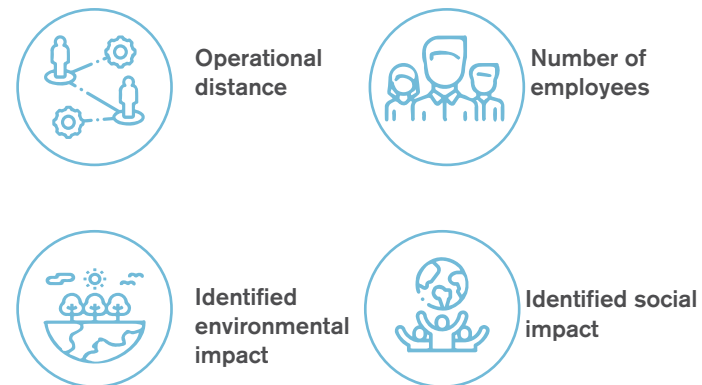 Operational
distance
Number of
employees
Identified
environmental
impact
Identified social
impact